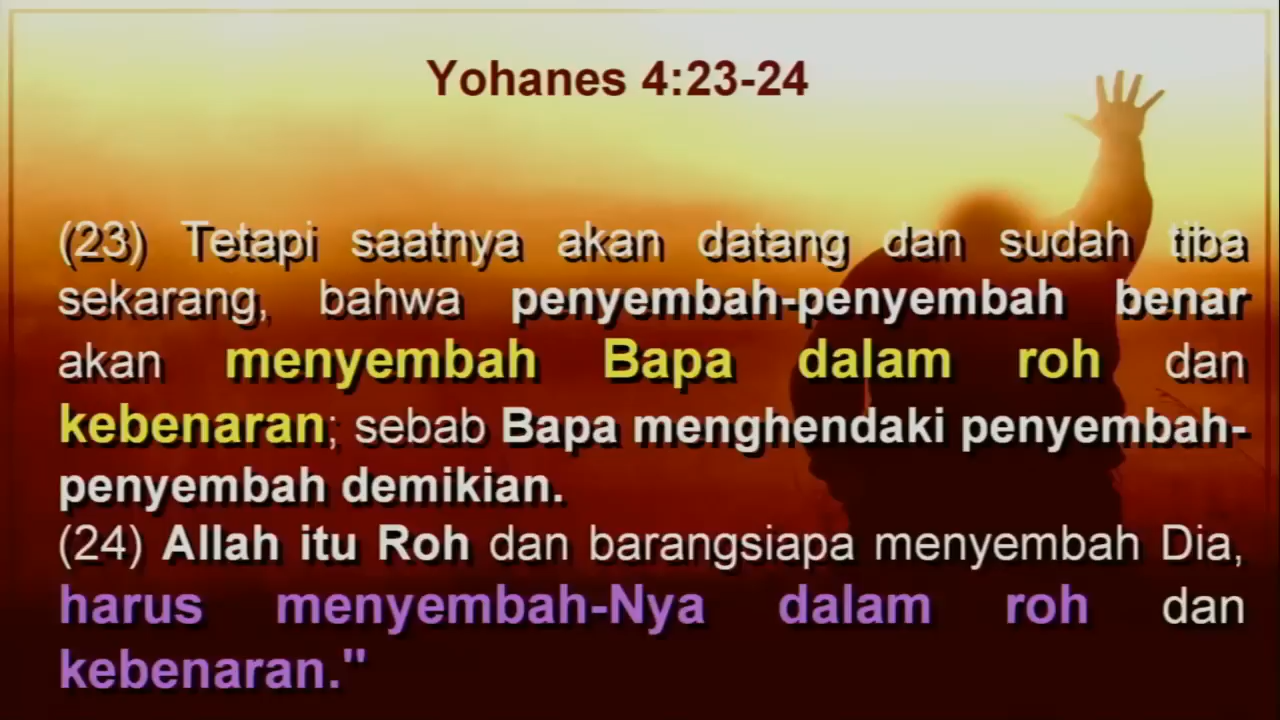 Yohanes 4:23-24
(23) Tetapi saatnya akan datang dan sudah tiba
sekarang, bahwa penyembah-penyembah benar
akan menyembah Bapa dalam roh dan
kebenaran; sebab Bapa menghendaki penyembah-
penyembah demikian.
(24) Allah itu Roh dan barangsiapa menyembah Dia,
harus menyembah-Nya dalam roh dan
kebenaran."